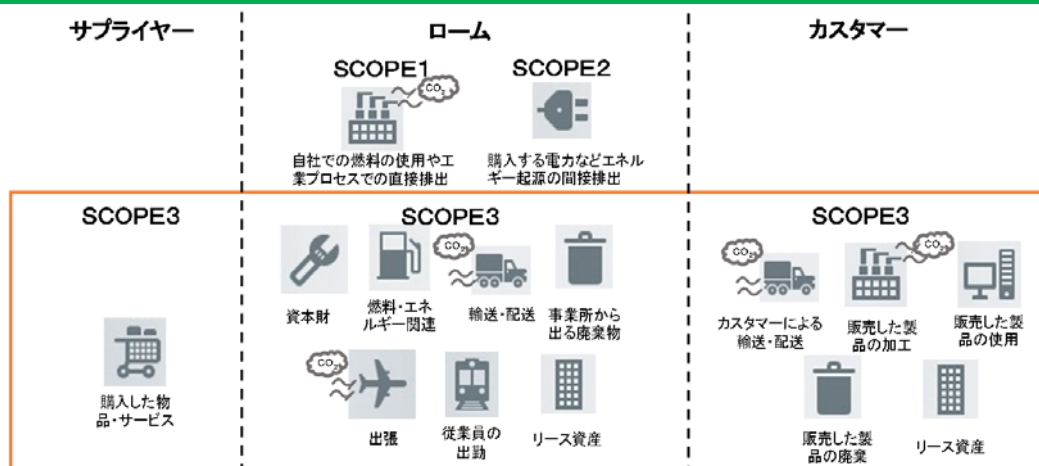 サプライヤー
ローム
カスタマー
SCOPE1
CO₂
自社での燃料の使用や工
業プロセスでの直接排出
SCOPE2
購入する電力などエネル
ギー起源の間接排出
SCOPE3
購入した物
品・サービス
SCOPE3
資本財
燃料・エネ
ルギー関連
CO₂
輸送・配送
事業所から
出る廃棄物
CO₂
出張
従業員の
出勤
リース資産
SCOPE3
CO₂
カスタマーによる
輸送・配送
CO₂
販売した製
品の加工
販売した製
品の使用
販売した製
品の廃棄
リース資産